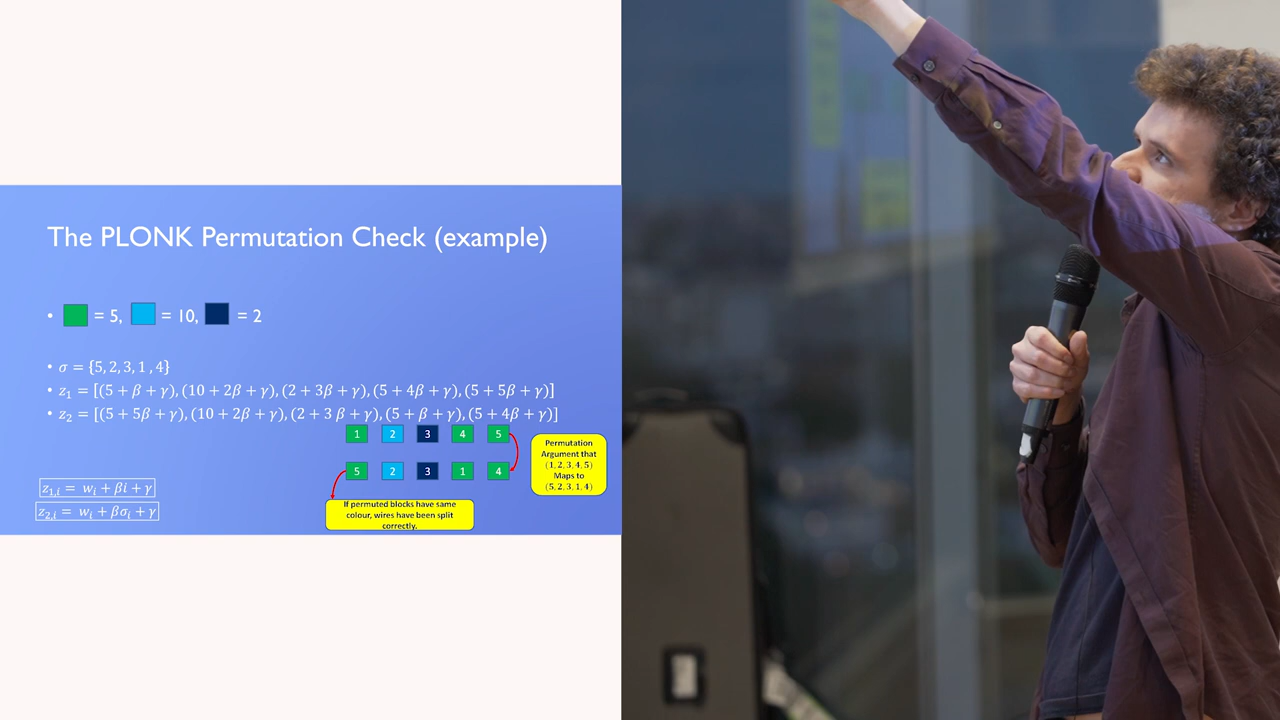 The PLONK Permutation Check (example)
• = 5, = 10, = 2
• σ = {5, 2, 3, 1 , 4}
• z₁ = [(5 + β + γ), (10 + 2β + γ), (2 + 3β + γ), (5 + 4β + γ), (5 + 5β + γ)]
• z₂ = [(5 + 5β + γ), (10 + 2β + γ), (2 + 3 β + γ), (5 + β + γ), (5 + 4β + γ)]
1 2 3 4 5
5 2 3 1 4
Permutation
Argument that
(1, 2, 3, 4, 5)
Maps to
(5, 2, 3, 1, 4)
z₁,ᵢ = wᵢ + βi + γ
z₂,ᵢ = wᵢ + βσᵢ + γ
If permuted blocks have same
colour, wires have been split
correctly.